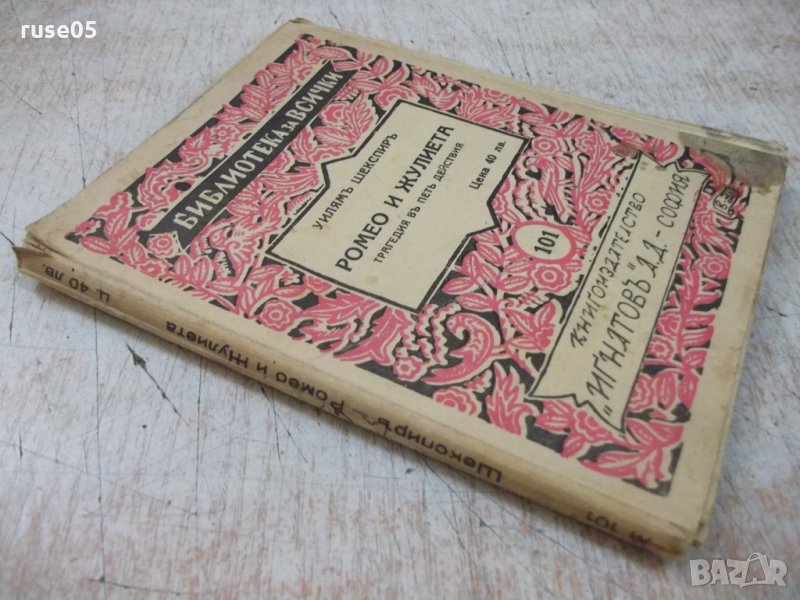 ruse05
БИБЛИОТЕКА ЗА ВСИЧКИ
УИЛЯМЪ ШЕКСПИРЪ
РОМЕО И ЖУЛИЕТА
ТРАГЕДИЯ ВЪ ПЕТЬ ДЕЙСТВИЯ
Цена 40 лв.
101
КНИГОИЗДАТЕЛСТВО
„ИГНАТОВЪ" А.Д. - СОФИЯ
№ 101
Шекспиръ
Ромео и Жулиета
Ц. 40 лв.
BAZAR